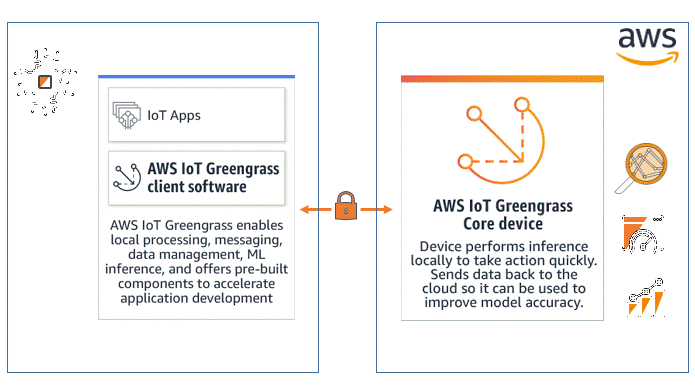 aws
IoT Apps
AWS IoT Greengrass
client software
AWS IoT Greengrass enables
local processing, messaging,
data management, ML
inference, and offers pre-built
components to accelerate
application development
AWS IoT Greengrass
Core device
Device performs inference
locally to take action quickly.
Sends data back to the
cloud so it can be used to
improve model accuracy.